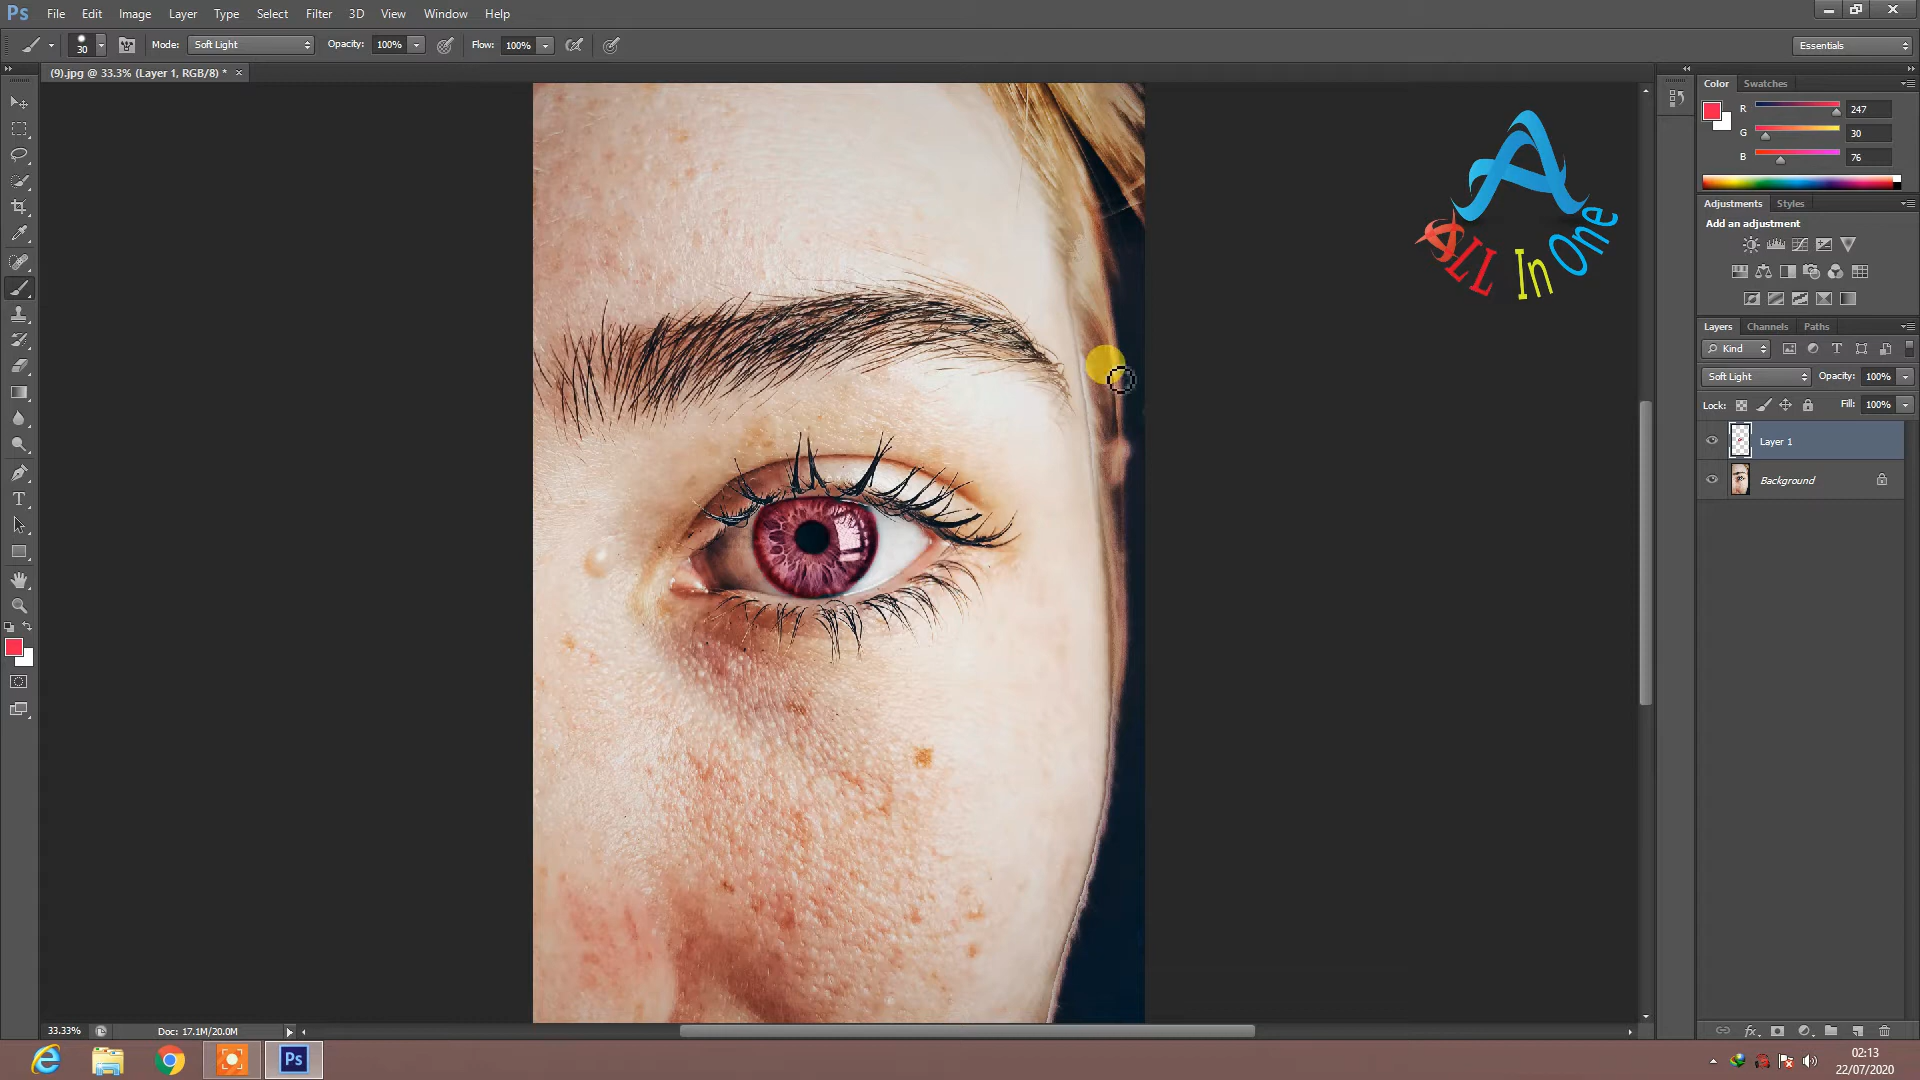 Ps File Edit Image Layer Type Select Filter 3D View Window Help
30 Mode: Soft Light Opacity: 100% Flow: 100% Essentials
(9).jpg @ 33.3% (Layer 1, RGB/8) * ×
Color Swatches
R 247
G 30
B 76
ALL In One
Adjustments Styles
Add an adjustment
Layers Channels Paths
Kind
Soft Light Opacity: 100%
Lock: Fill: 100%
Layer 1
Background
33.33% Doc: 17.1M/20.0M
Ps
02:13
22/07/2020